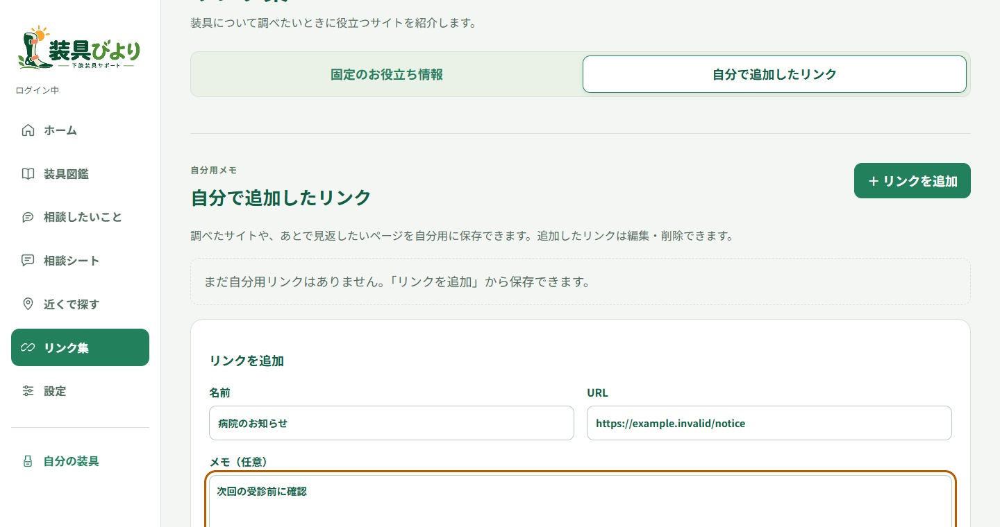 装具びより
下肢装具サポート
ログイン中
ホーム
装具図鑑
相談したいこと
相談シート
近くで探す
リンク集
設定
自分の装具
装具について調べたいときに役立つサイトを紹介します。
固定のお役立ち情報
自分で追加したリンク
自分用メモ
自分で追加したリンク
+ リンクを追加
調べたサイトや、あとで見返したいページを自分用に保存できます。追加したリンクは編集・削除できます。
まだ自分用リンクはありません。「リンクを追加」から保存できます。
リンクを追加
名前
URL
病院のお知らせ
https://example.invalid/notice
メモ（任意）
次回の受診前に確認